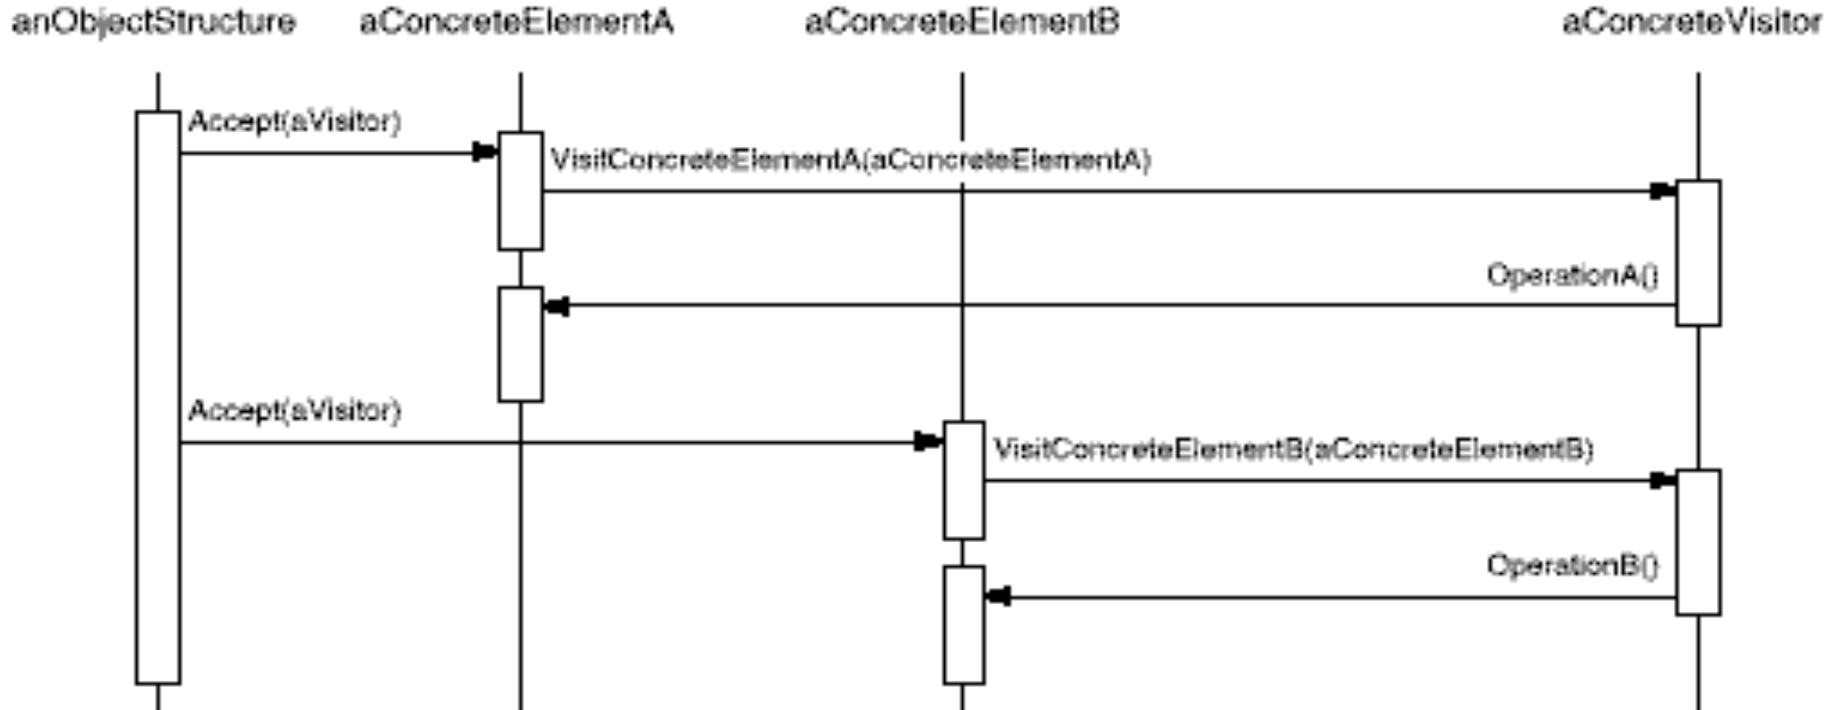 anObjectStructure aConcreteElementA aConcreteElementB aConcreteVisitor
Accept(aVisitor)
VisitConcreteElementA(aConcreteElementA)
OperationA()
Accept(aVisitor)
VisitConcreteElementB(aConcreteElementB)
OperationB()